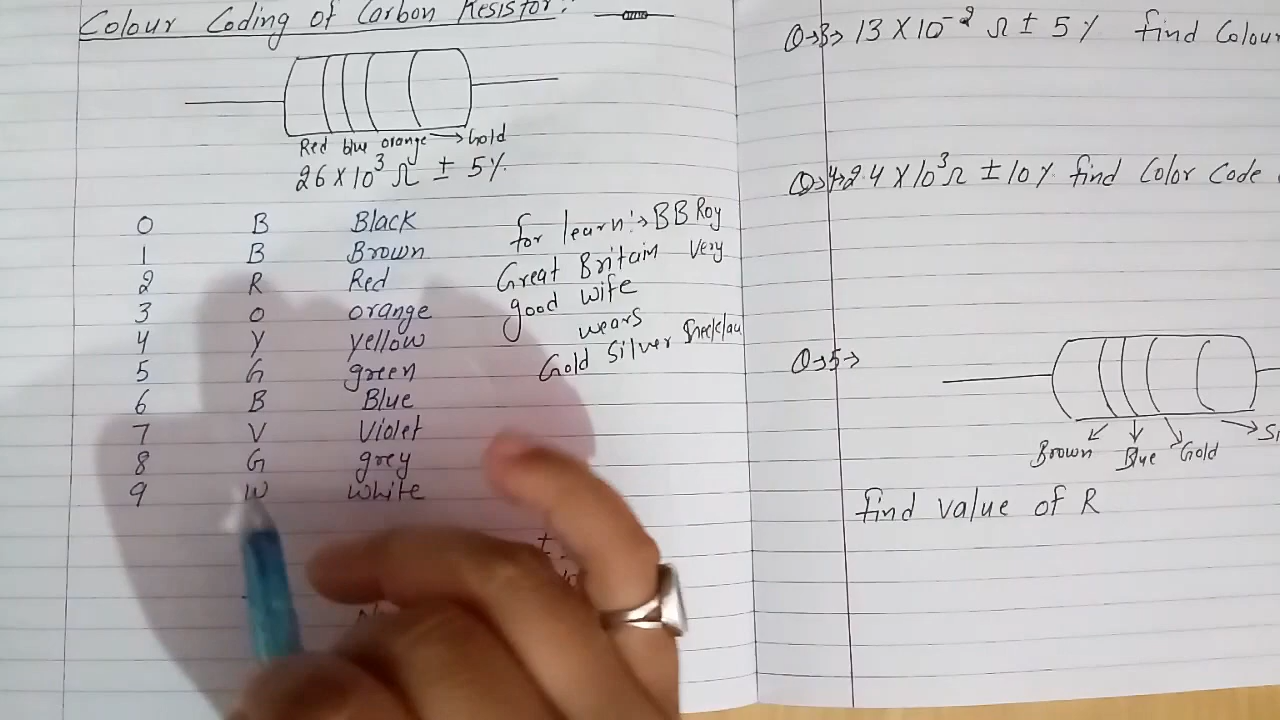 Colour Coding of Carbon Resistor:
Red blue orange → Gold
26 × 10³ Ω ± 5 %.
0 B Black
1 B Brown
2 R Red
3 O orange
4 Y yellow
5 G green
6 B Blue
7 V Violet
8 G grey
9 W White
for learn:→ BB Roy
Great Britain very
good wife
wears
Gold Silver
Q→3→ 13 × 10⁻² Ω ± 5 % find Colour
Q→4→ 2.4 × 10³ Ω ± 10 %. find Color Code
Q→5→
Brown Blue Gold
find value of R